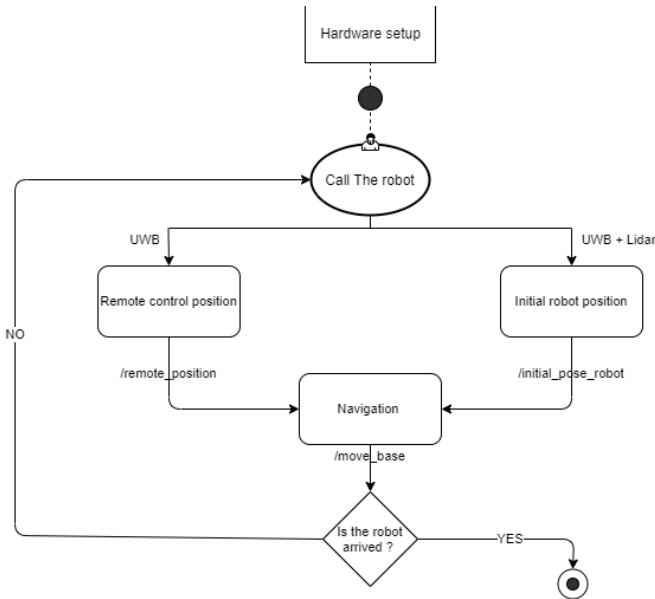 Hardware setup
Call The robot
UWB
UWB + Lidar
Remote control position
Initial robot position
NO
/remote_position
/initial_pose_robot
Navigation
/move_base
Is the robot
arrived ?
YES